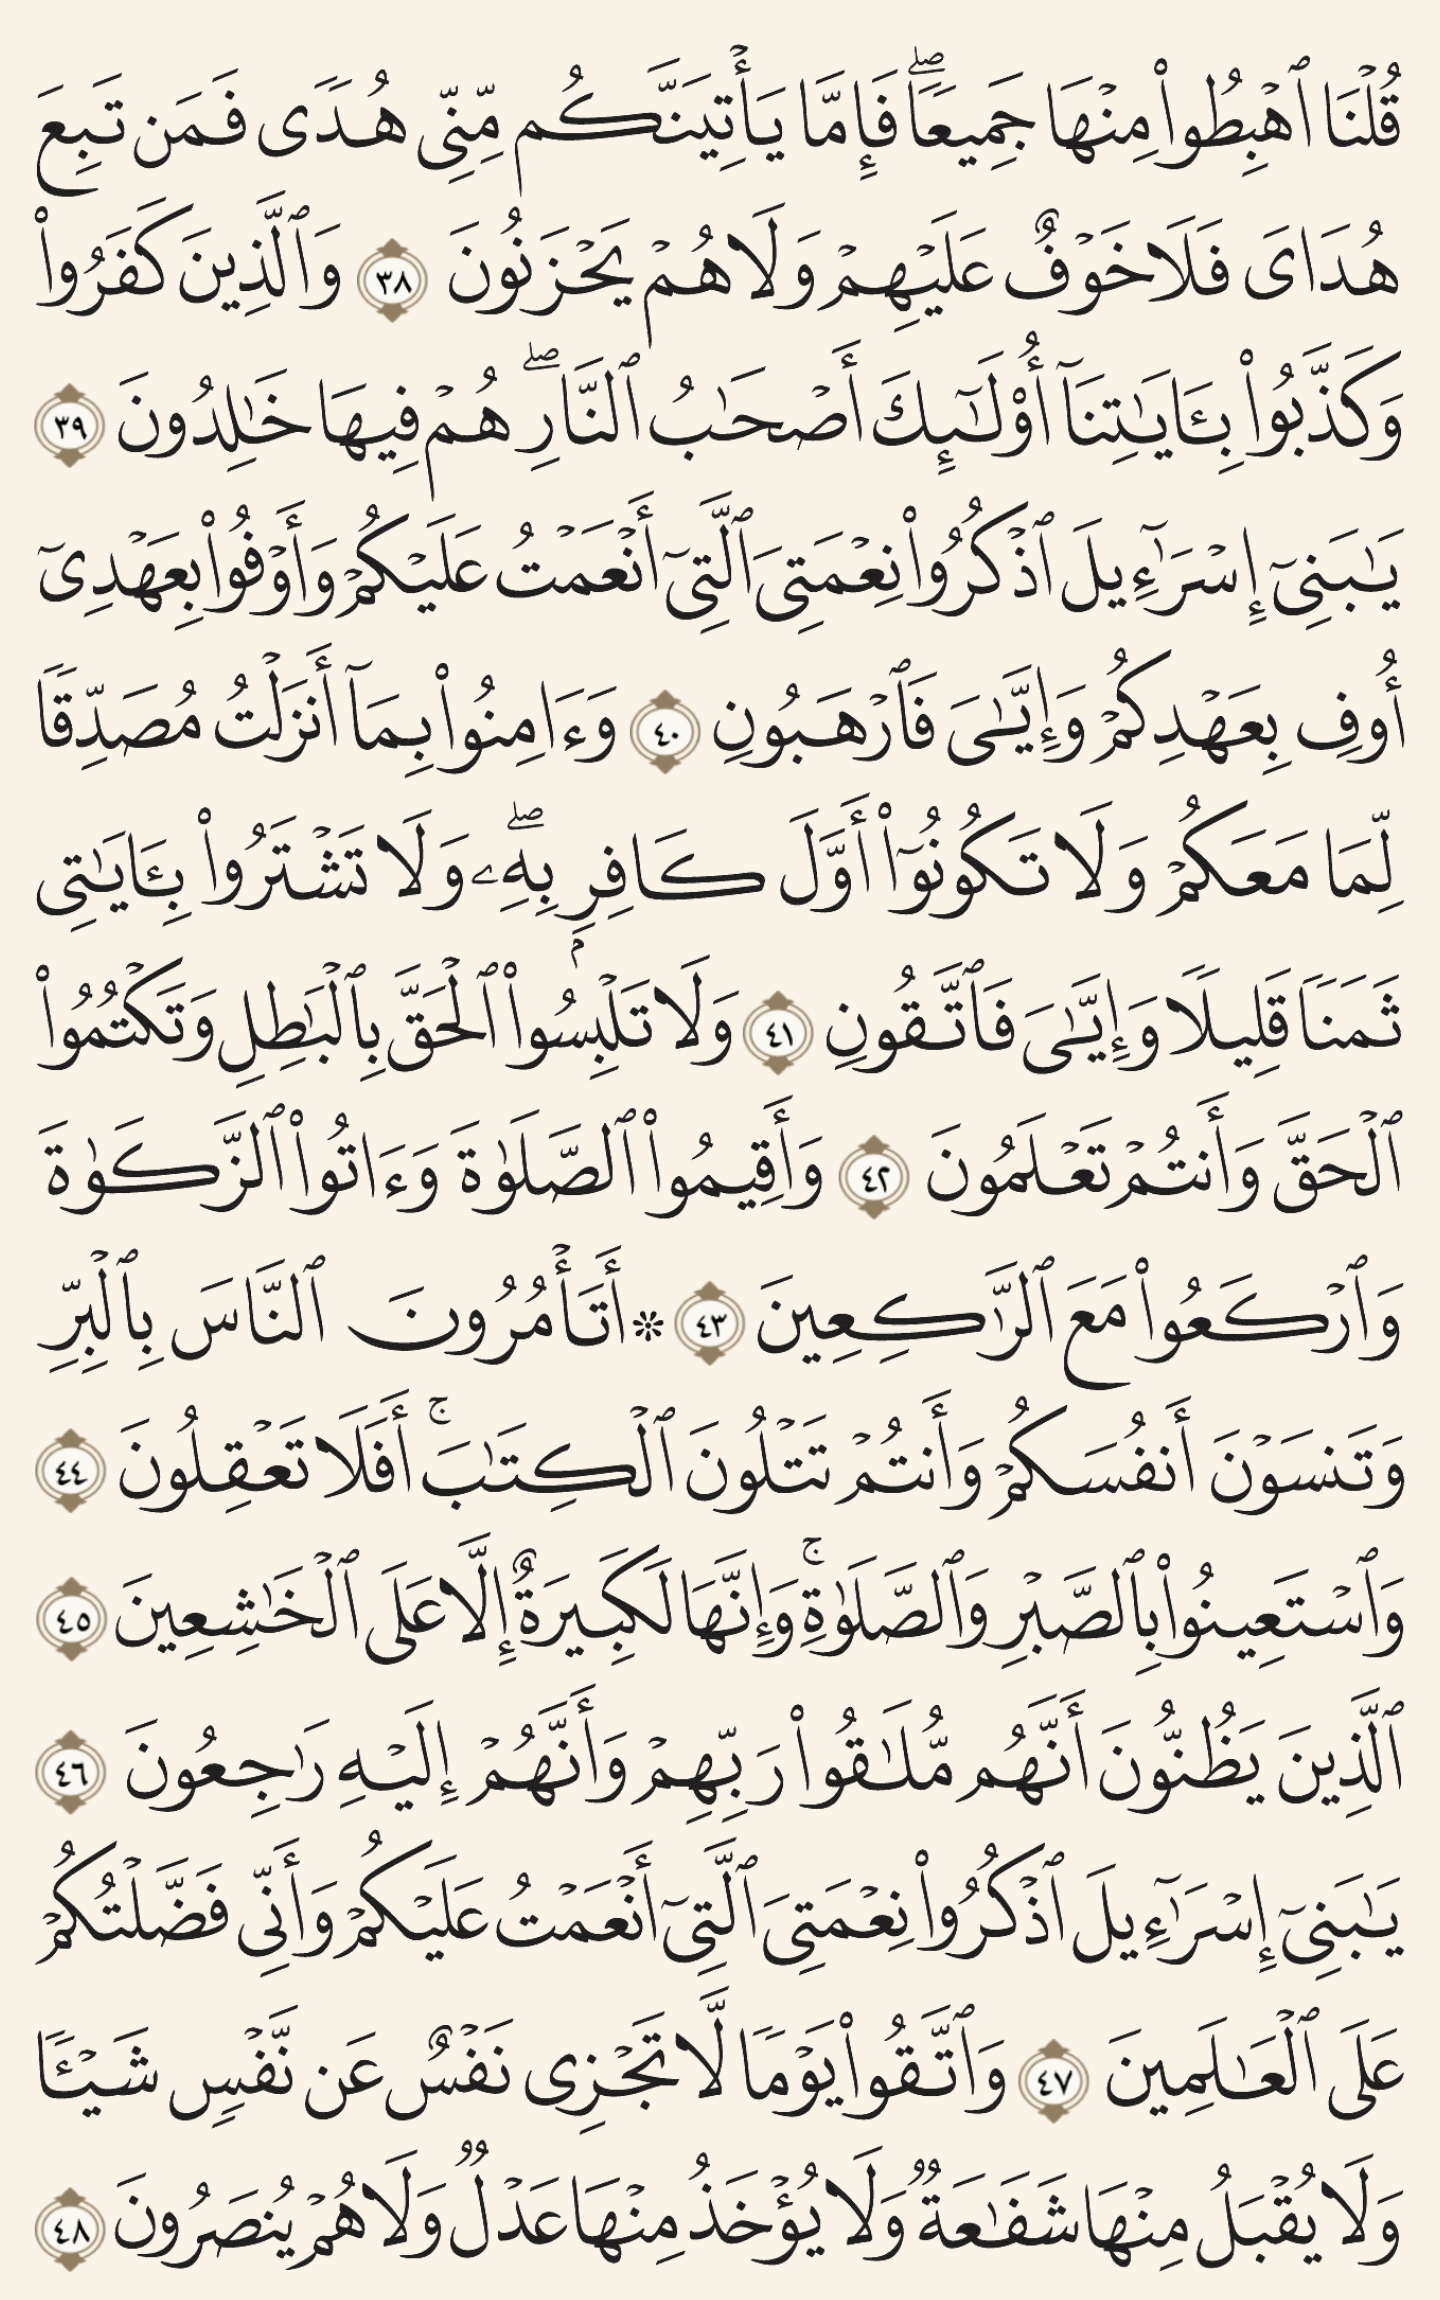 قُلۡنَا ٱهۡبِطُواْ مِنۡهَا جَمِيعٗاۖ فَإِمَّا يَأۡتِيَنَّكُم مِّنِّي هُدٗى فَمَن تَبِعَ
هُدَايَ فَلَا خَوۡفٌ عَلَيۡهِمۡ وَلَا هُمۡ يَحۡزَنُونَ ٣٨ وَٱلَّذِينَ كَفَرُواْ
وَكَذَّبُواْ بِـَٔايَٰتِنَآ أُوْلَٰٓئِكَ أَصۡحَٰبُ ٱلنَّارِۖ هُمۡ فِيهَا خَٰلِدُونَ ٣٩
يَٰبَنِيٓ إِسۡرَٰٓءِيلَ ٱذۡكُرُواْ نِعۡمَتِيَ ٱلَّتِيٓ أَنۡعَمۡتُ عَلَيۡكُمۡ وَأَوۡفُواْ بِعَهۡدِيٓ
أُوفِ بِعَهۡدِكُمۡ وَإِيَّٰيَ فَٱرۡهَبُونِ ٤٠ وَءَامِنُواْ بِمَآ أَنزَلۡتُ مُصَدِّقٗا
لِّمَا مَعَكُمۡ وَلَا تَكُونُوٓاْ أَوَّلَ كَافِرِۭ بِهِۦۖ وَلَا تَشۡتَرُواْ بِـَٔايَٰتِي
ثَمَنٗا قَلِيلٗا وَإِيَّٰيَ فَٱتَّقُونِ ٤١ وَلَا تَلۡبِسُواْ ٱلۡحَقَّ بِٱلۡبَٰطِلِ وَتَكۡتُمُواْ
ٱلۡحَقَّ وَأَنتُمۡ تَعۡلَمُونَ ٤٢ وَأَقِيمُواْ ٱلصَّلَوٰةَ وَءَاتُواْ ٱلزَّكَوٰةَ
وَٱرۡكَعُواْ مَعَ ٱلرَّٰكِعِينَ ٤٣ ۞ أَتَأۡمُرُونَ ٱلنَّاسَ بِٱلۡبِرِّ
وَتَنسَوۡنَ أَنفُسَكُمۡ وَأَنتُمۡ تَتۡلُونَ ٱلۡكِتَٰبَۚ أَفَلَا تَعۡقِلُونَ ٤٤
وَٱسۡتَعِينُواْ بِٱلصَّبۡرِ وَٱلصَّلَوٰةِۚ وَإِنَّهَا لَكَبِيرَةٌ إِلَّا عَلَى ٱلۡخَٰشِعِينَ ٤٥
ٱلَّذِينَ يَظُنُّونَ أَنَّهُم مُّلَٰقُواْ رَبِّهِمۡ وَأَنَّهُمۡ إِلَيۡهِ رَٰجِعُونَ ٤٦
يَٰبَنِيٓ إِسۡرَٰٓءِيلَ ٱذۡكُرُواْ نِعۡمَتِيَ ٱلَّتِيٓ أَنۡعَمۡتُ عَلَيۡكُمۡ وَأَنِّي فَضَّلۡتُكُمۡ
عَلَى ٱلۡعَٰلَمِينَ ٤٧ وَٱتَّقُواْ يَوۡمٗا لَّا تَجۡزِي نَفۡسٌ عَن نَّفۡسٖ شَيۡـٔٗا
وَلَا يُقۡبَلُ مِنۡهَا شَفَٰعَةٞ وَلَا يُؤۡخَذُ مِنۡهَا عَدۡلٞ وَلَا هُمۡ يُنصَرُونَ ٤٨